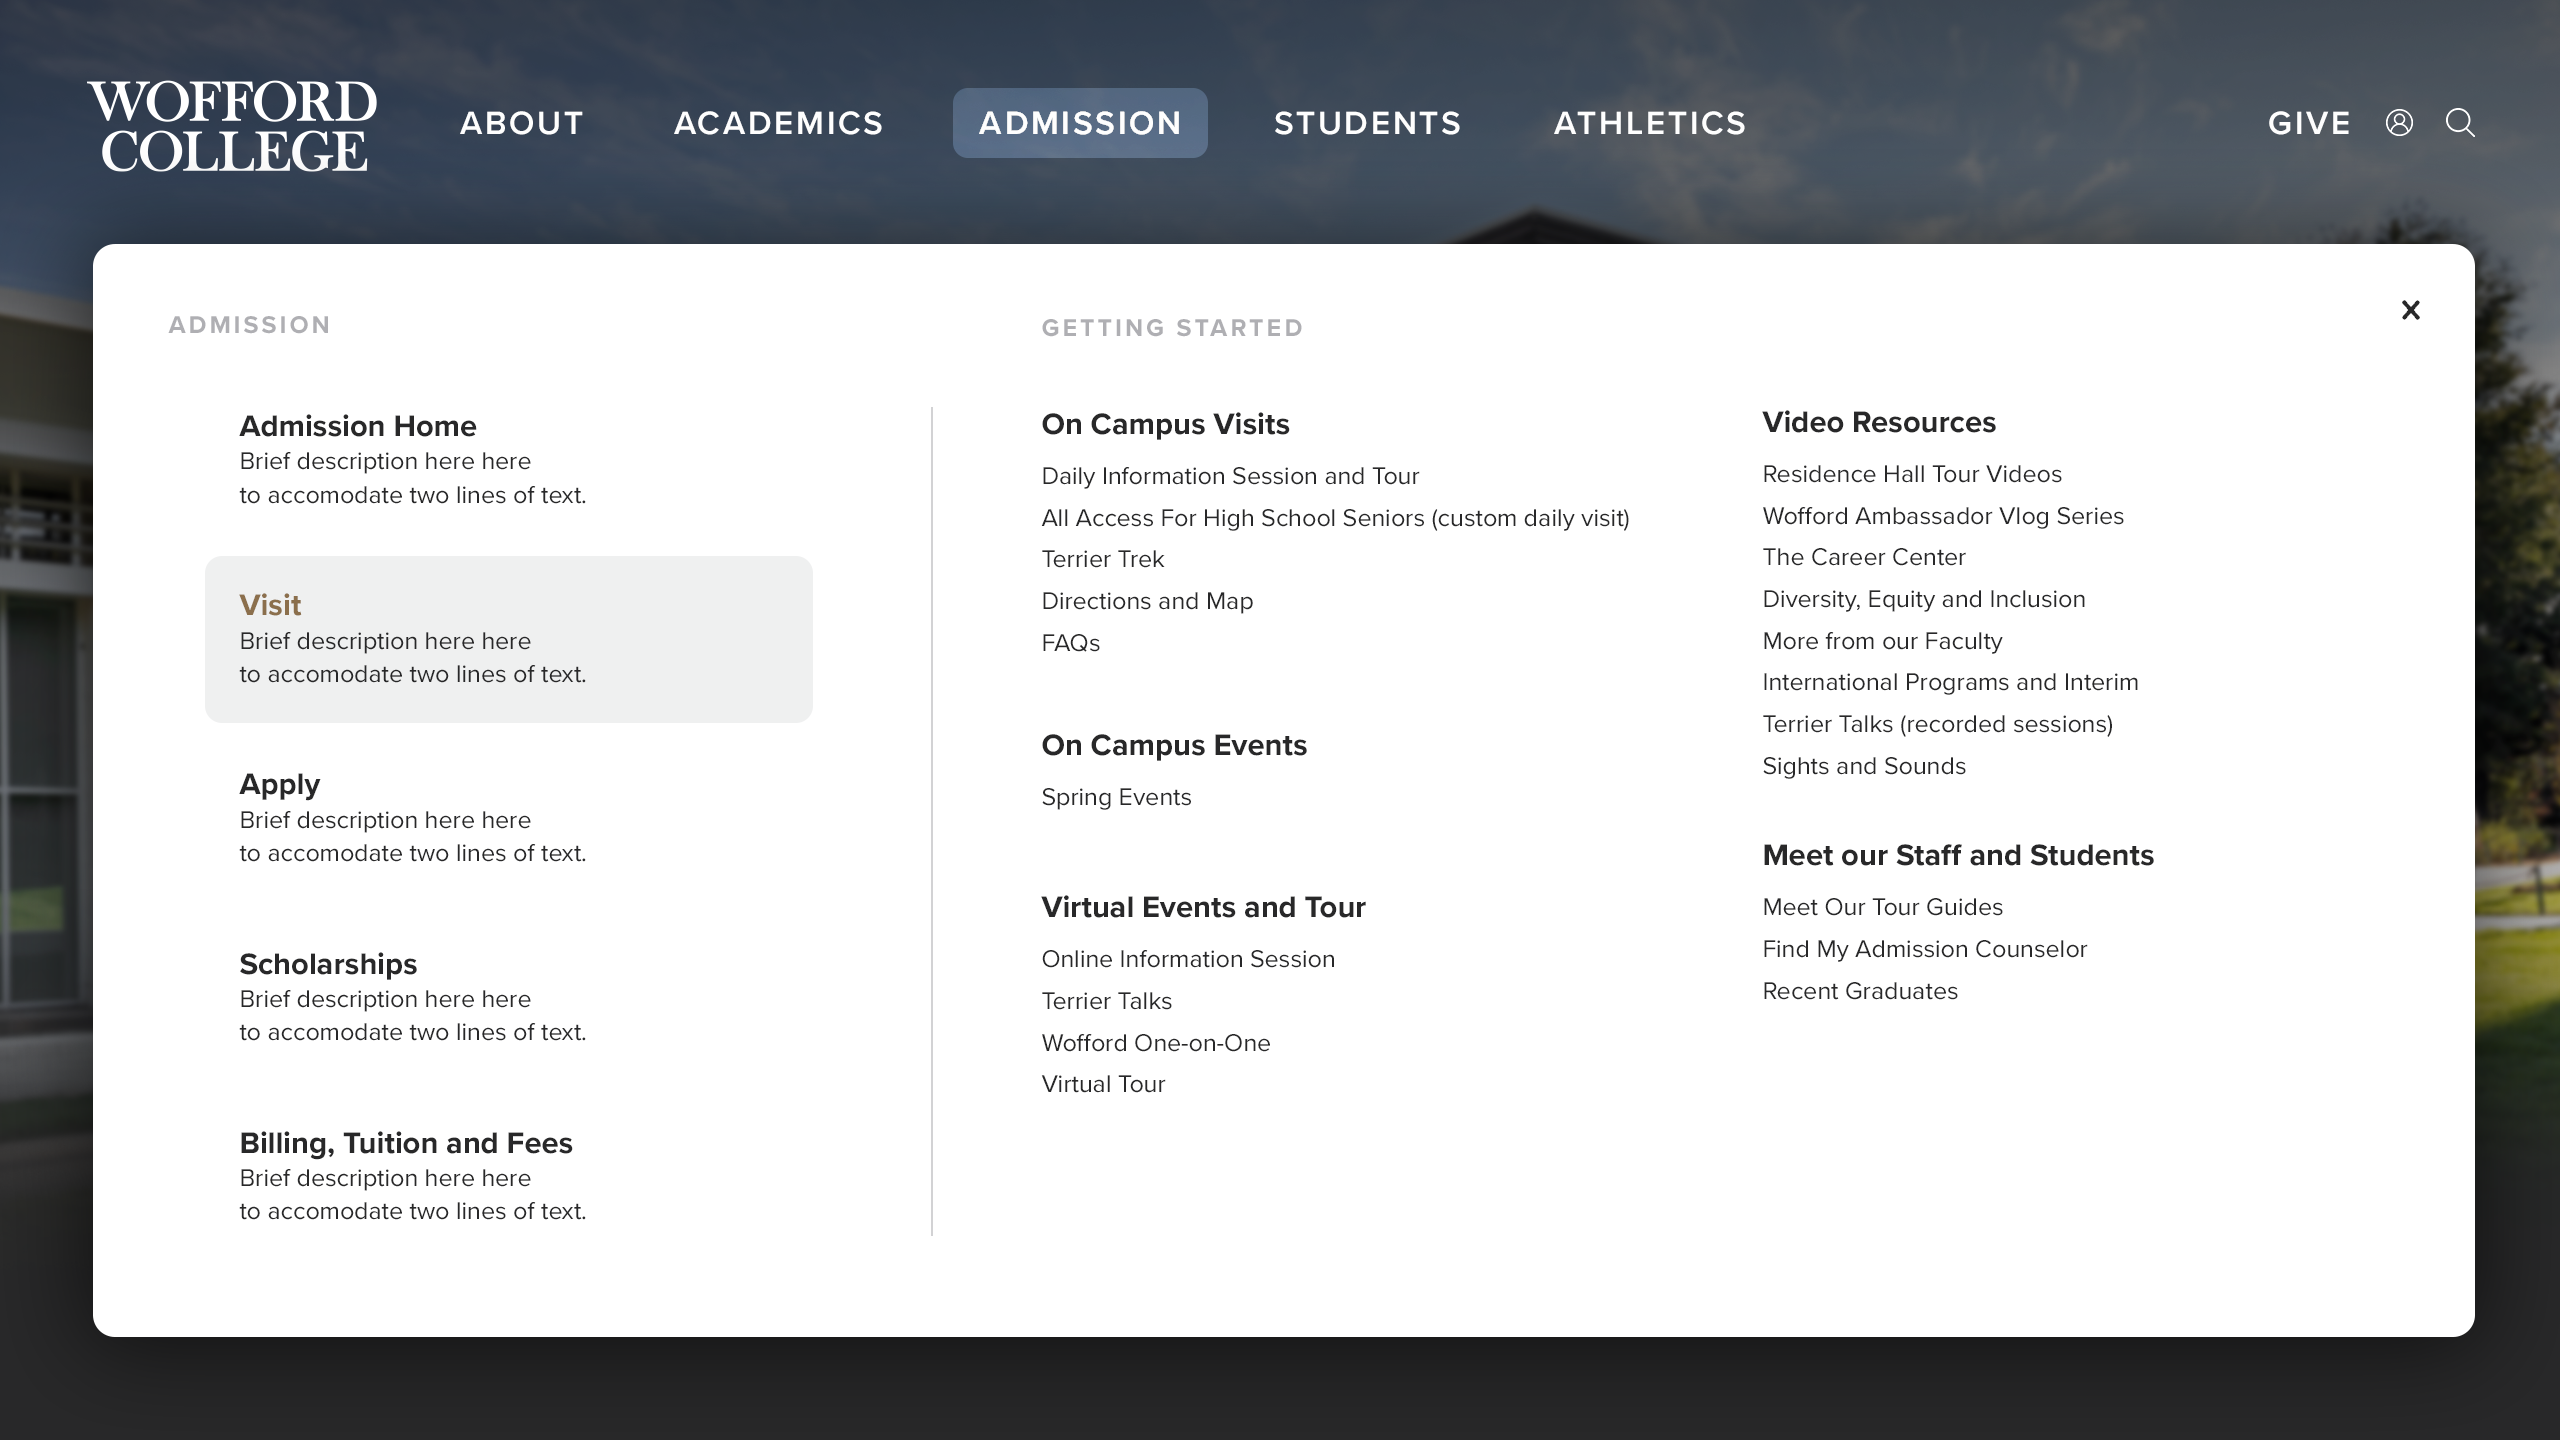 WOFFORD
COLLEGE
ABOUT
ACADEMICS
ADMISSION
STUDENTS
ATHLETICS
GIVE
ADMISSION
Admission Home
Brief description here here
to accomodate two lines of text.
Visit
Brief description here here
to accomodate two lines of text.
Apply
Brief description here here
to accomodate two lines of text.
Scholarships
Brief description here here
to accomodate two lines of text.
Billing, Tuition and Fees
Brief description here here
to accomodate two lines of text.
GETTING STARTED
On Campus Visits
Daily Information Session and Tour
All Access For High School Seniors (custom daily visit)
Terrier Trek
Directions and Map
FAQs
On Campus Events
Spring Events
Virtual Events and Tour
Online Information Session
Terrier Talks
Wofford One-on-One
Virtual Tour
Video Resources
Residence Hall Tour Videos
Wofford Ambassador Vlog Series
The Career Center
Diversity, Equity and Inclusion
More from our Faculty
International Programs and Interim
Terrier Talks (recorded sessions)
Sights and Sounds
Meet our Staff and Students
Meet Our Tour Guides
Find My Admission Counselor
Recent Graduates